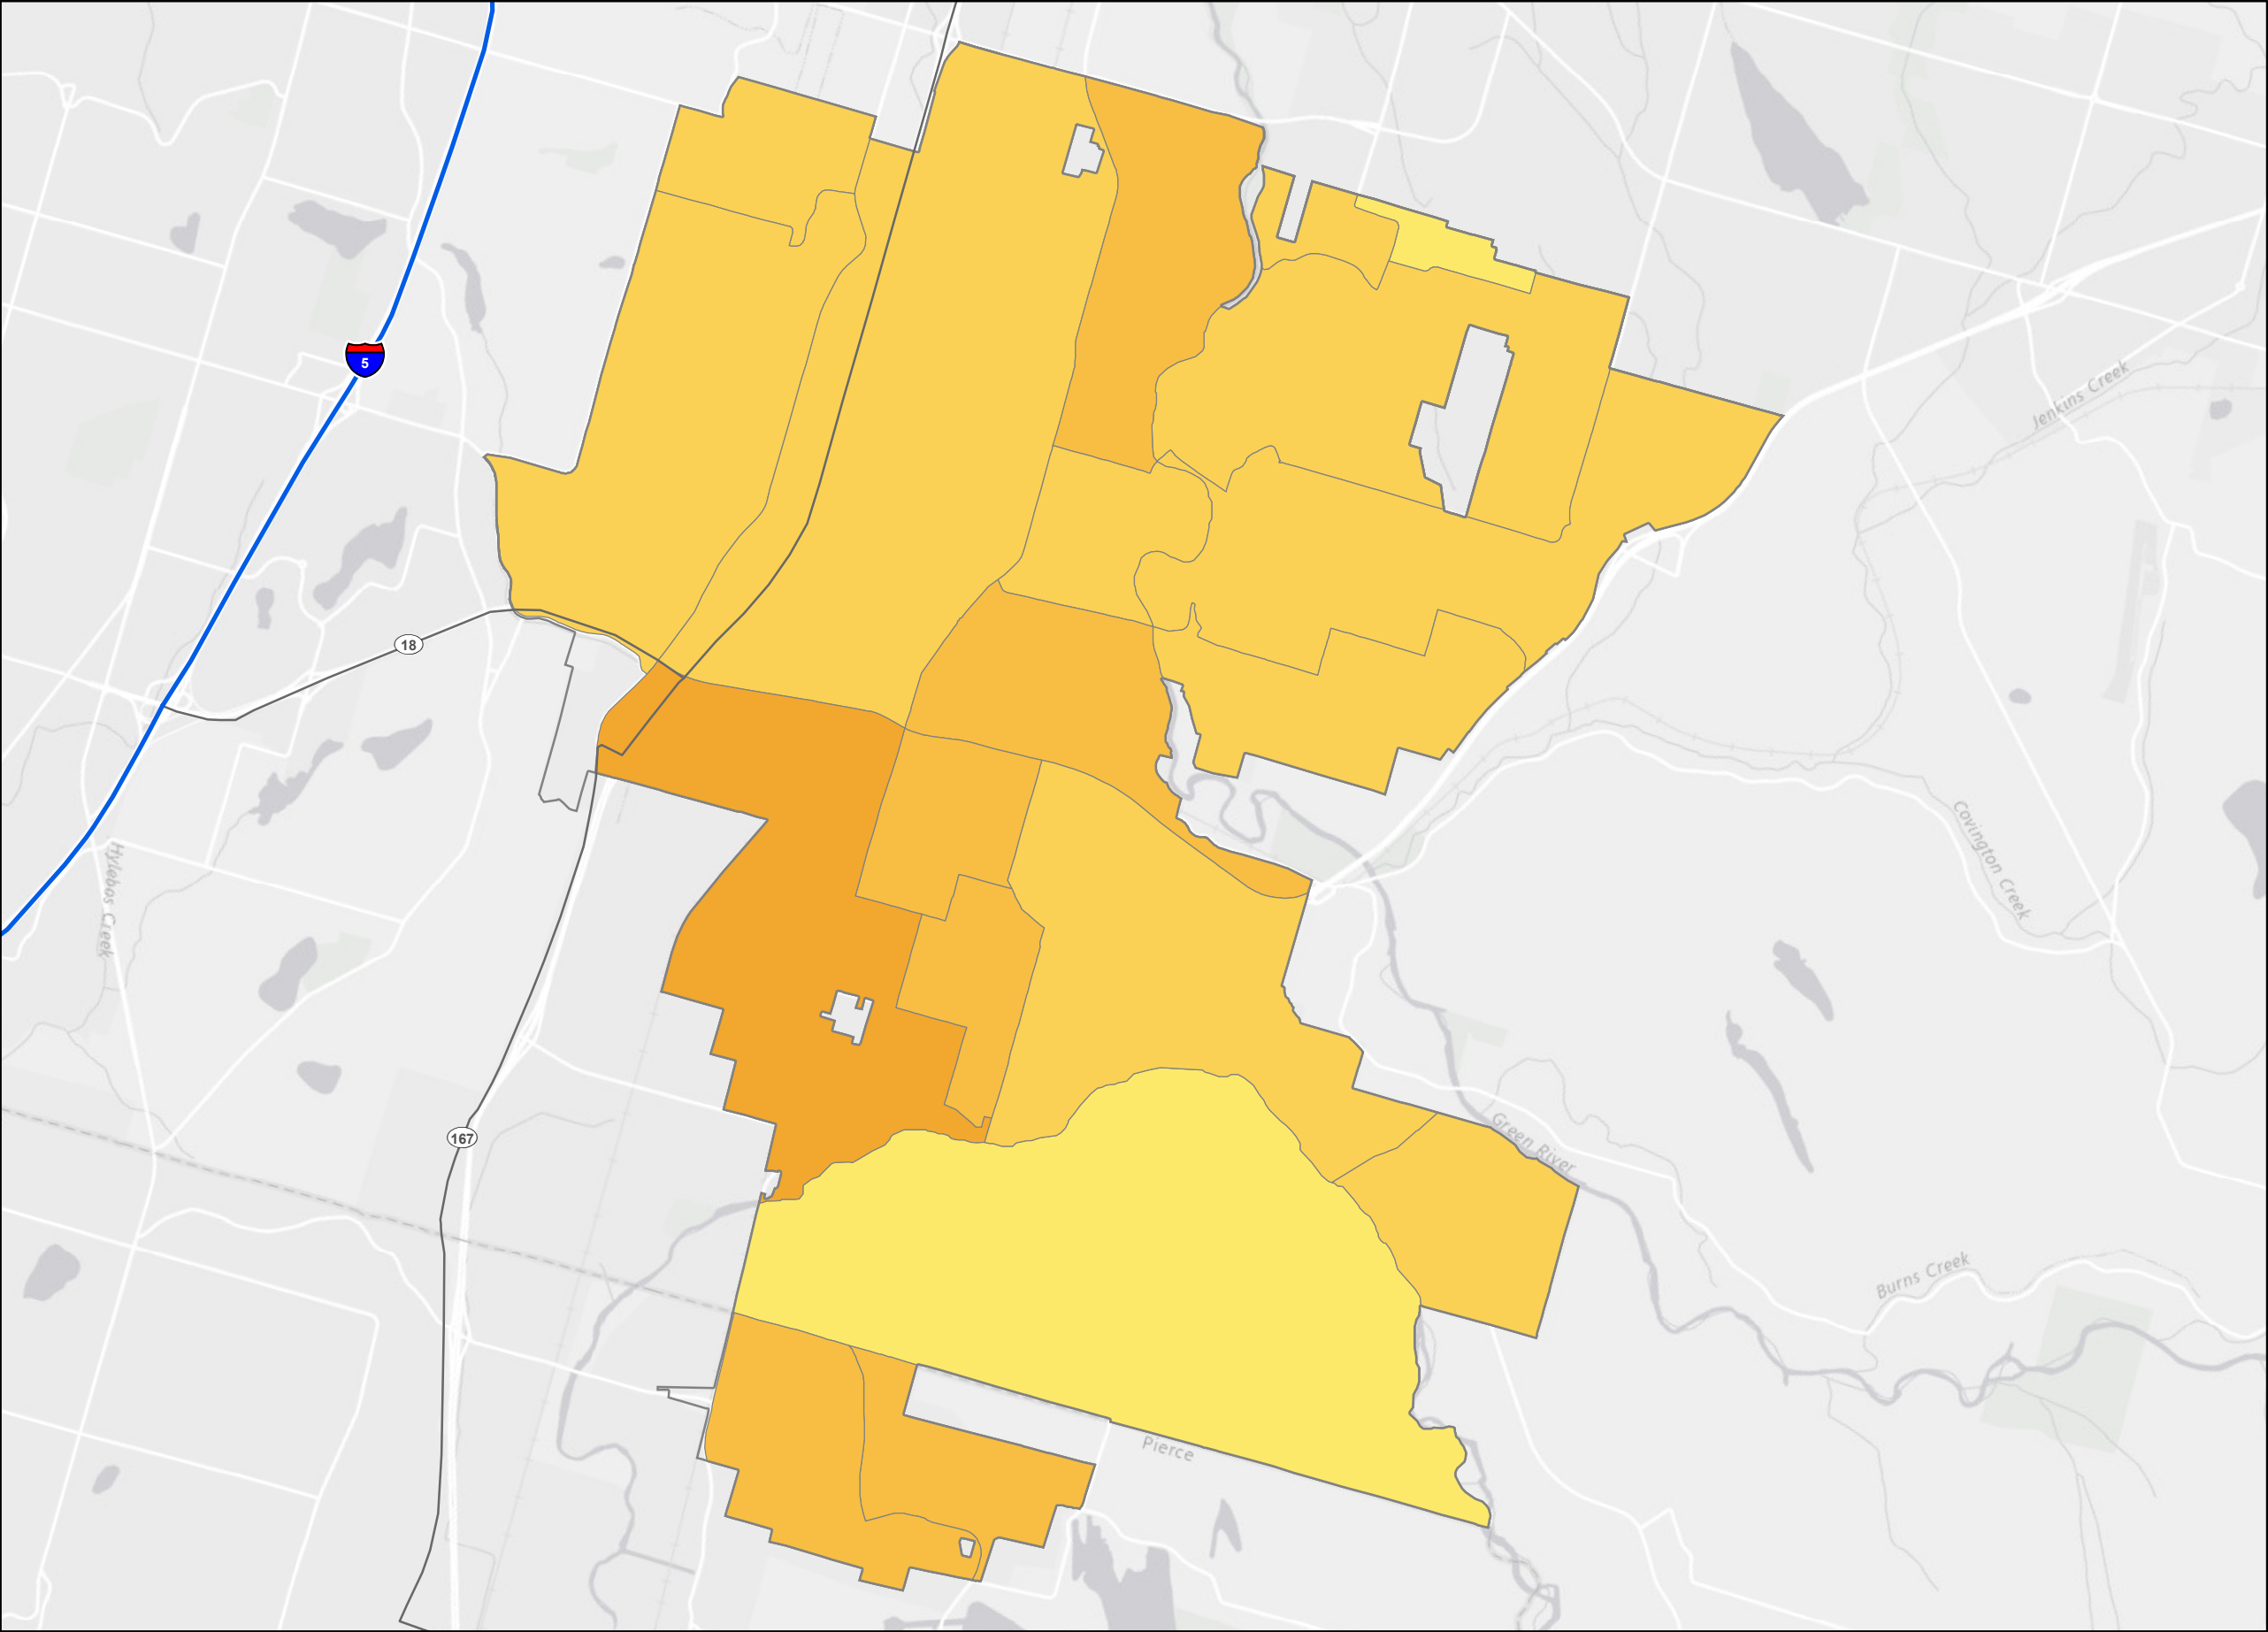 5
Jenkins Creek
18
Covington Creek
Hylebos Creek
167
Green River
Burns Creek
Pierce